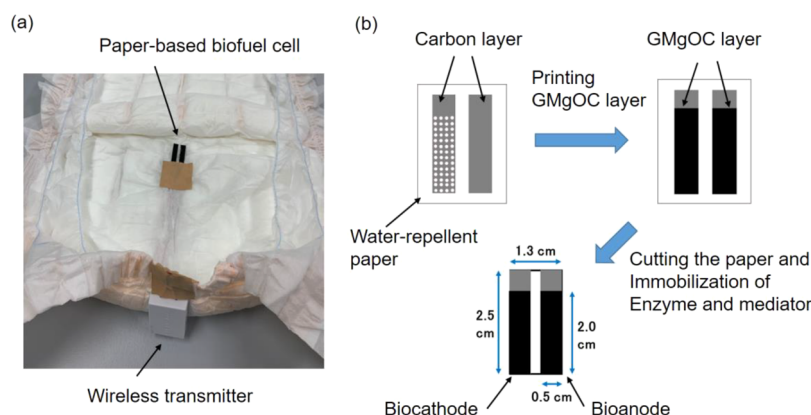 (a)
Paper-based biofuel cell
Wireless transmitter
(b)
Carbon layer
GMgOC layer
Printing
GMgOC layer
Water-repellent
paper
Cutting the paper and
Immobilization of
Enzyme and mediator
1.3 cm
2.5
cm
2.0
cm
0.5 cm
Biocathode
Bioanode